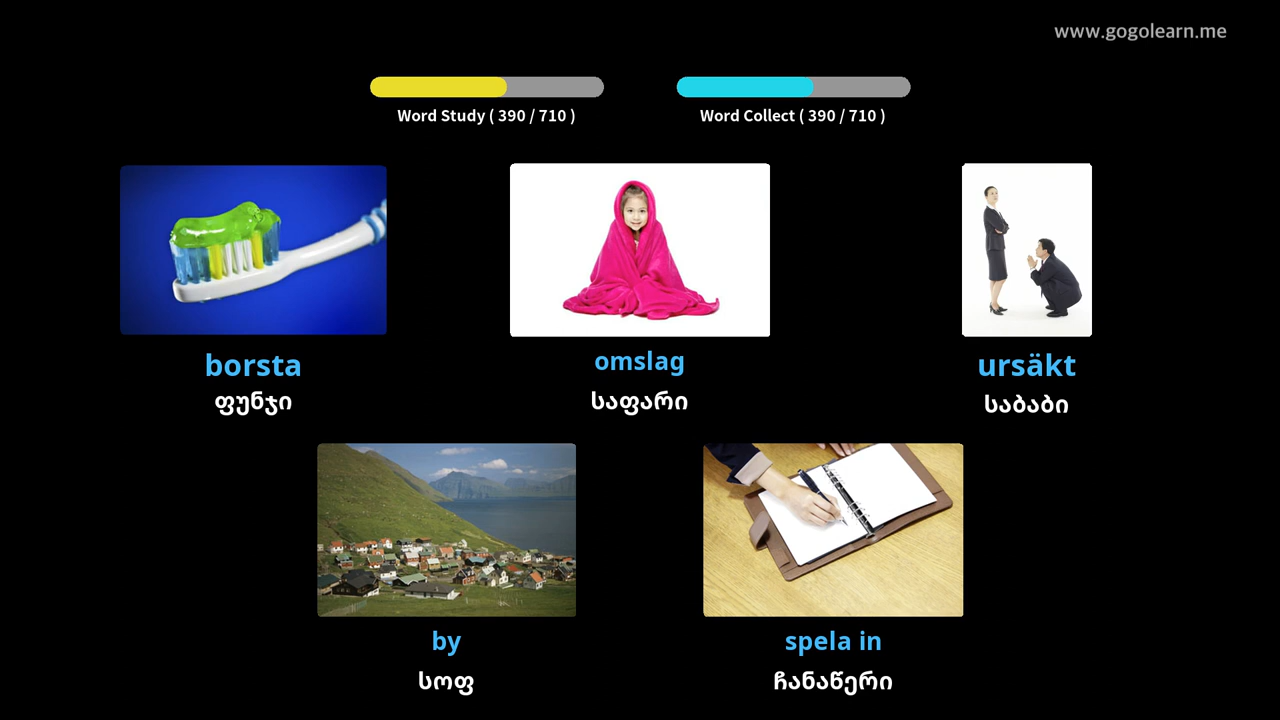 www.gogolearn.me
Word Study ( 390 / 710 )
Word Collect ( 390 / 710 )
borsta
ფუნჯი
omslag
საფარი
ursäkt
საბაბი
by
სოფ
spela in
ჩანაწერი